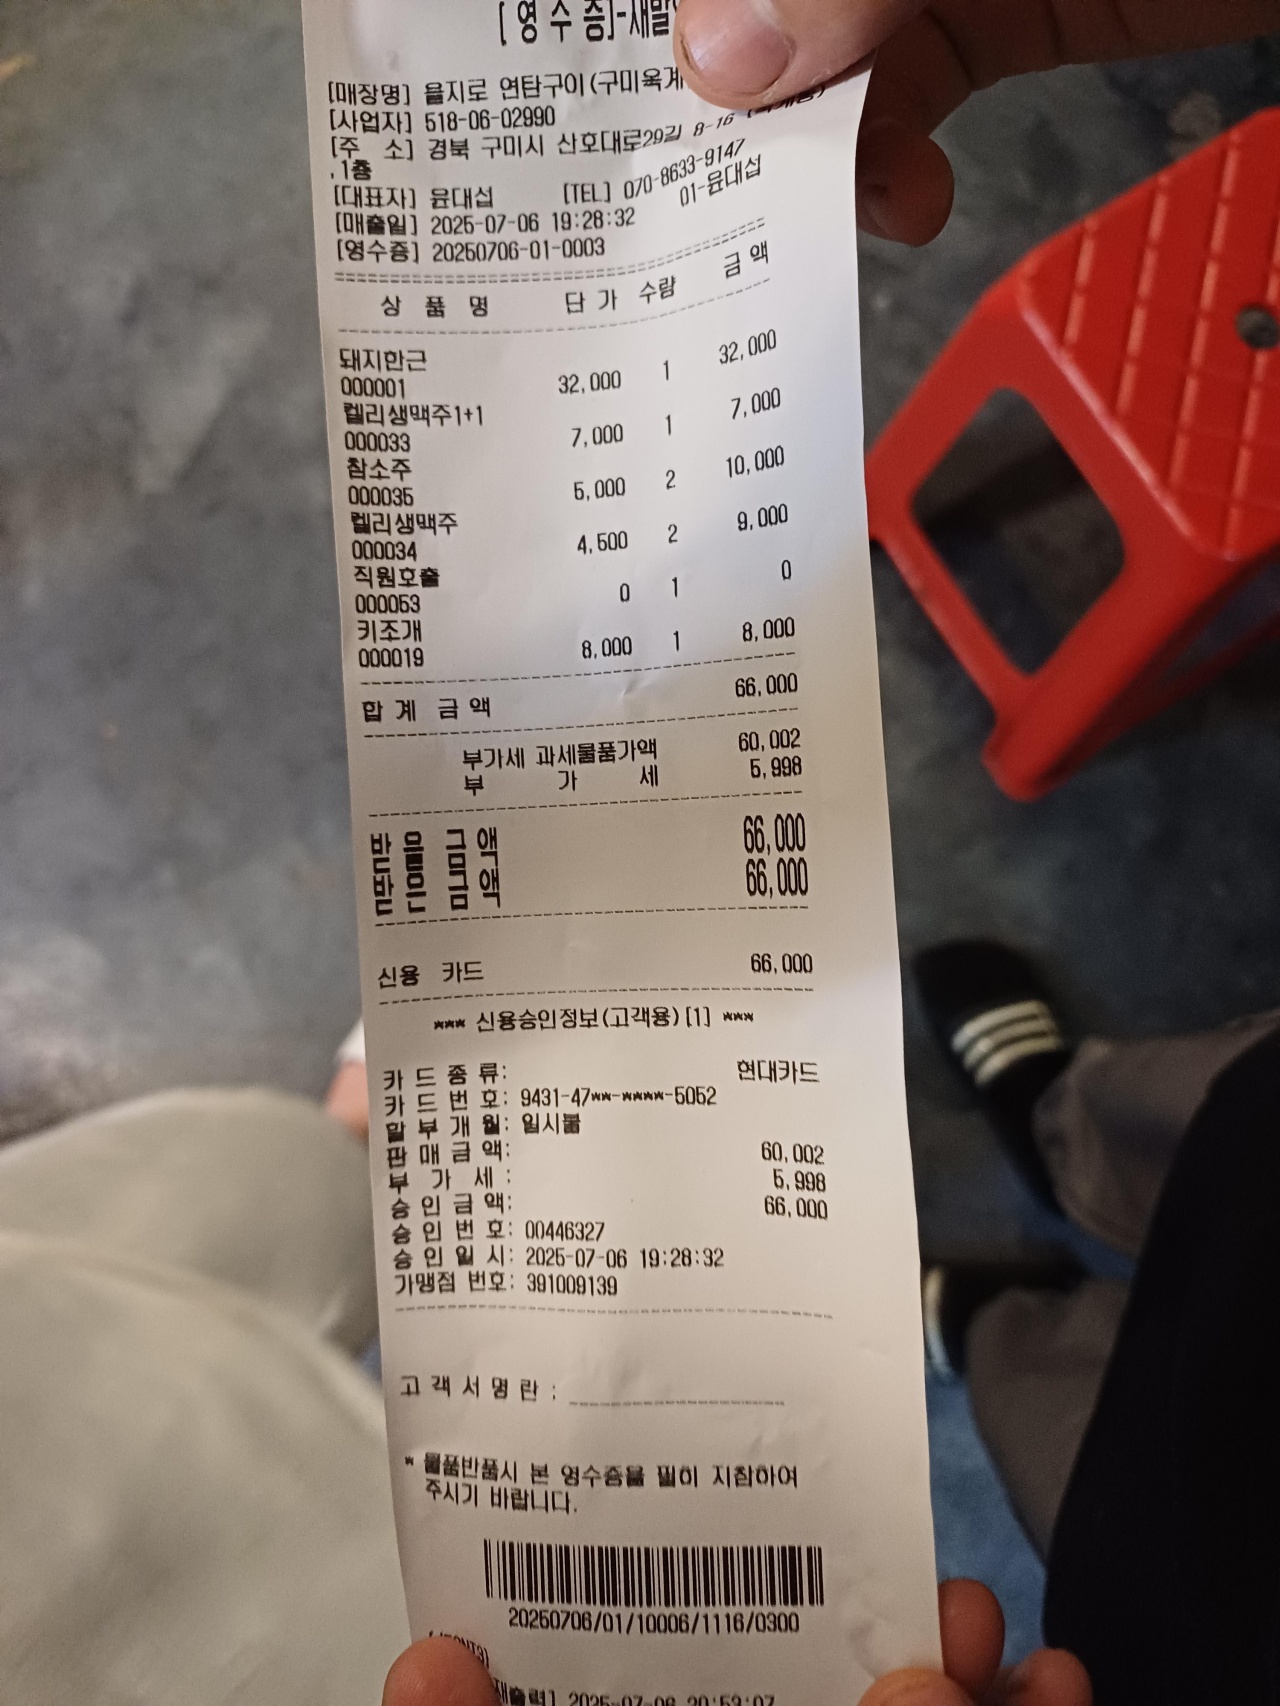 [영 수 증]-재발
[매장명] 을지로 연탄구이(구미옥계
[사업자] 518-06-02990
[주 소] 경북 구미시 산호대로29길 8-16
,1층
[대표자] 윤대섭 [TEL] 070-8633-9147
[매출일] 2025-07-06 19:28:32 01-윤대섭
[영수증] 20250706-01-0003
상 품 명 단 가 수량 금 액
돼지한근
000001 32,000 1 32,000
켈리생맥주1+1
000033 7,000 1 7,000
참소주
000035 5,000 2 10,000
켈리생맥주
000034 4,500 2 9,000
직원호출
000053 0 1 0
키조개
000019 8,000 1 8,000
합 계 금 액 66,000
부가세 과세물품가액 60,002
부 가 세 5,998
받 을 금 액 66,000
받 은 금 액 66,000
신용 카드 66,000
*** 신용승인정보(고객용)[1] ***
카 드 종 류: 현대카드
카 드 번 호: 9431-47**-****-5052
할 부 개 월: 일시불
판 매 금 액: 60,002
부 가 세 : 5,998
승 인 금 액: 66,000
승 인 번 호: 00446327
승 인 일 시: 2025-07-06 19:28:32
가맹점 번호: 391009139
고 객 서 명 란 :
* 물품반품시 본 영수증을 필히 지참하여
주시기 바랍니다.
20250706/01/10006/1116/0300
재출력] 2025-07-06 20:53:07